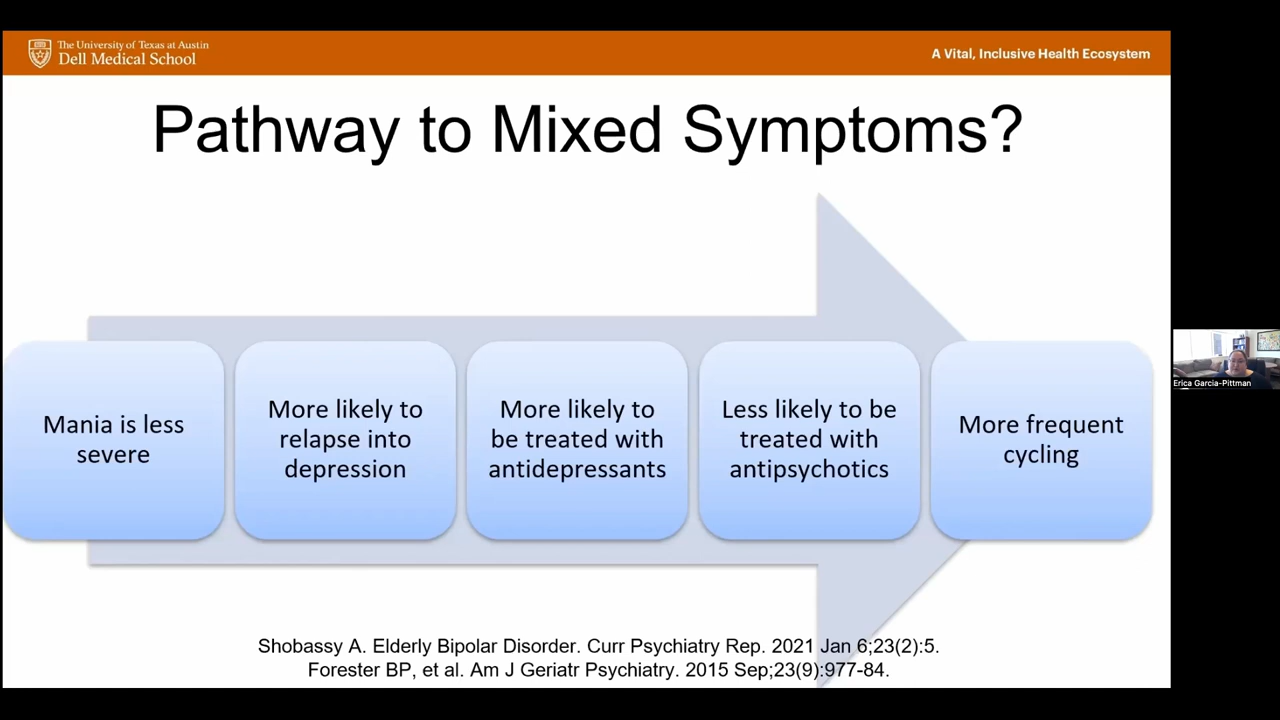 The University of Texas at Austin
Dell Medical School
A Vital, Inclusive Health Ecosystem
Pathway to Mixed Symptoms?
Mania is less
severe
More likely to
relapse into
depression
More likely to
be treated with
antidepressants
Less likely to be
treated with
antipsychotics
More frequent
cycling
Erica Garcia-Pittman
Shobassy A. Elderly Bipolar Disorder. Curr Psychiatry Rep. 2021 Jan 6;23(2):5.
Forester BP, et al. Am J Geriatr Psychiatry. 2015 Sep;23(9):977-84.